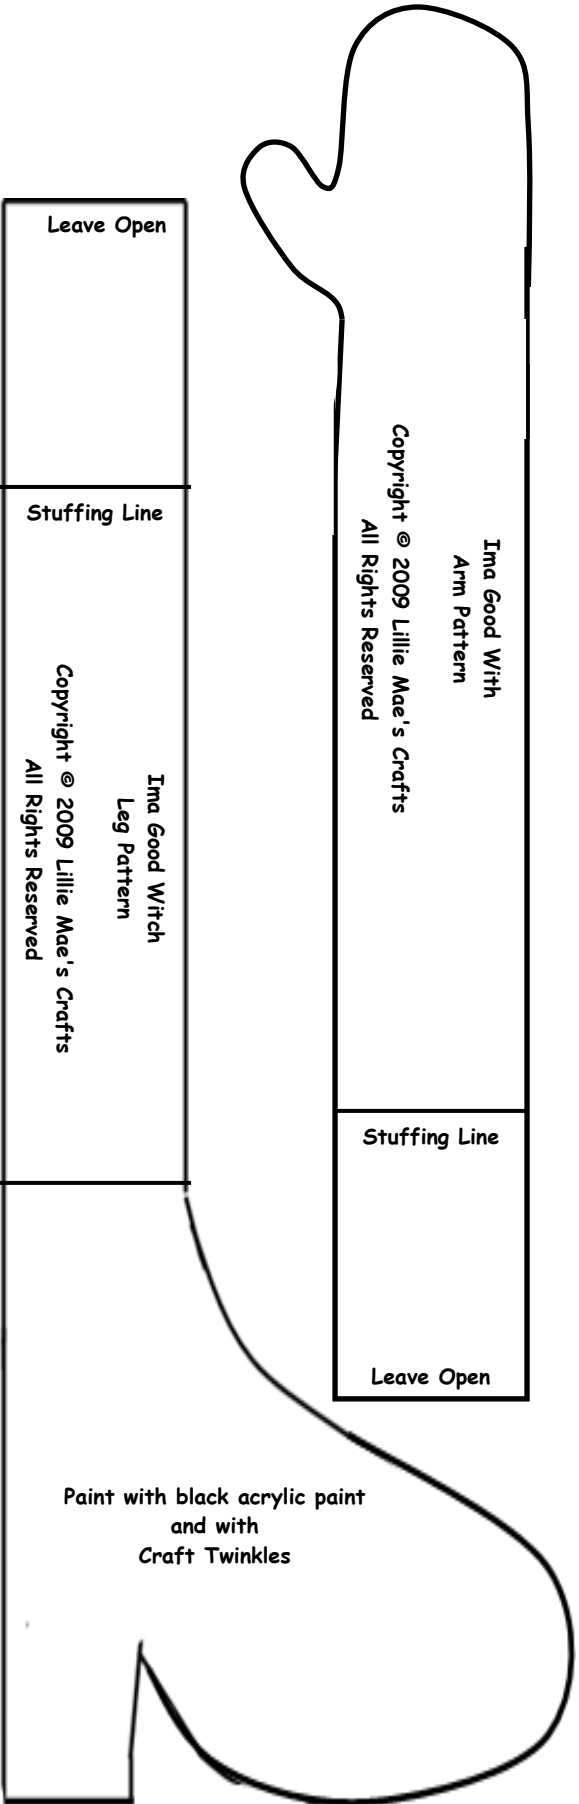 Leave Open
Stuffing Line
Ima Good Witch
Leg Pattern
Copyright © 2009 Lillie Mae's Crafts
All Rights Reserved
Paint with black acrylic paint
and with
Craft Twinkles
Ima Good With
Arm Pattern
Copyright © 2009 Lillie Mae's Crafts
All Rights Reserved
Stuffing Line
Leave Open